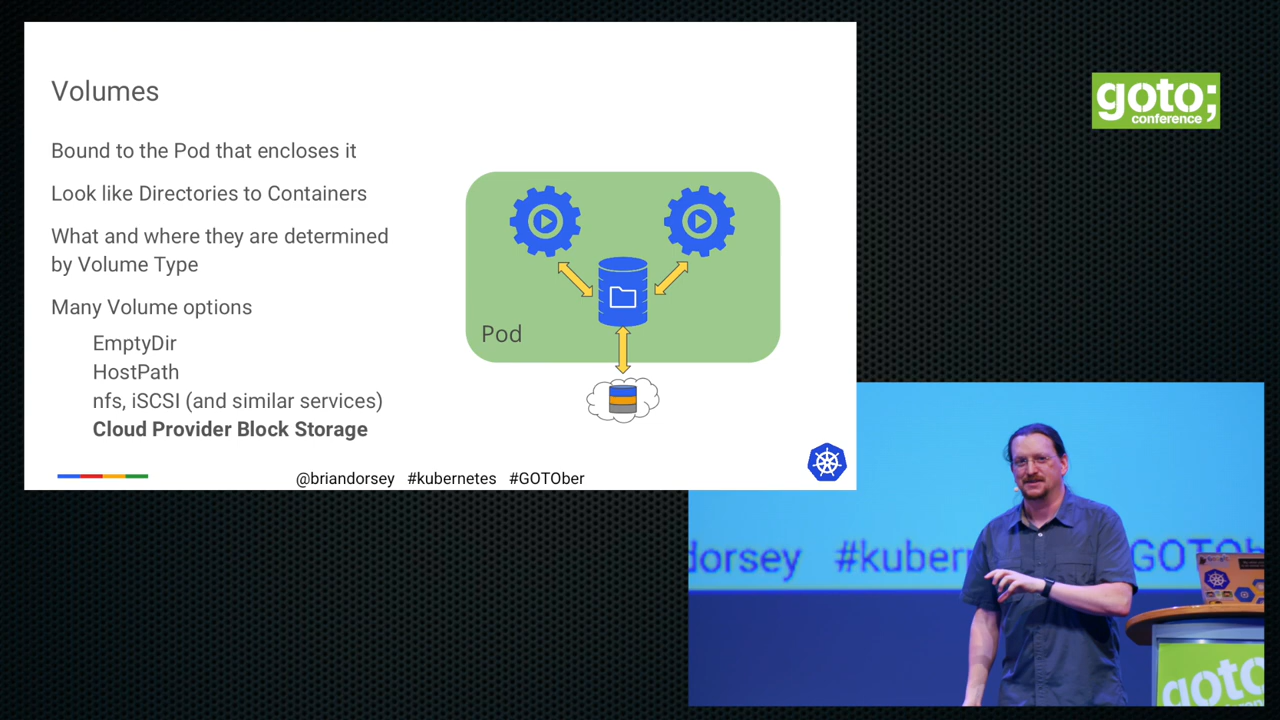 Volumes
Bound to the Pod that encloses it
Look like Directories to Containers
What and where they are determined
by Volume Type
Many Volume options
EmptyDir
HostPath
nfs, iSCSI (and similar services)
Cloud Provider Block Storage
Pod
@briandorsey #kubernetes #GOTOber
goto;
conference
dorsey #kubern GOTOb
goto